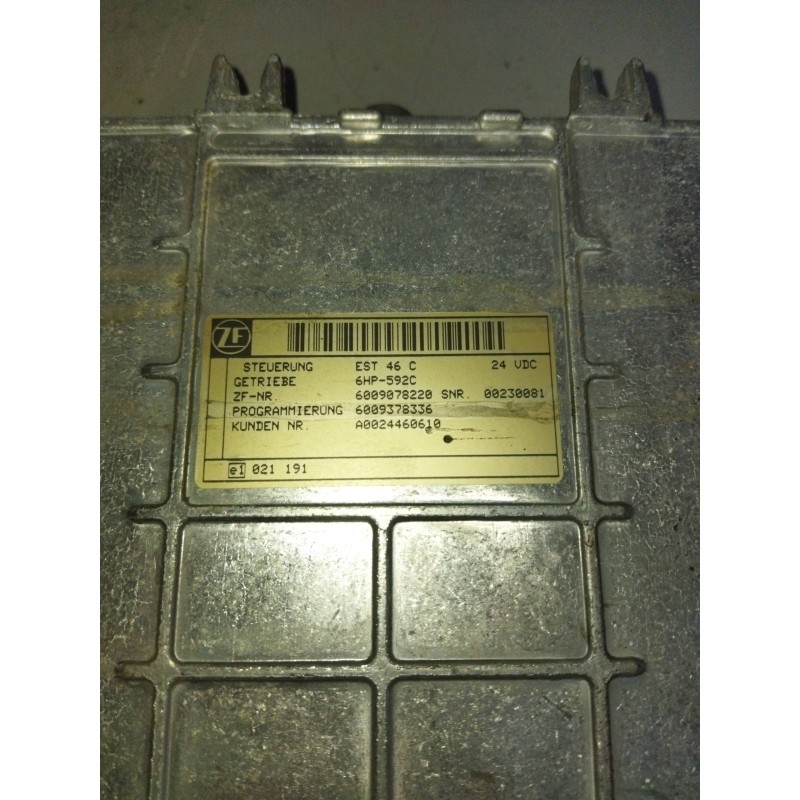 ZF
STEUERUNG EST 46 C 24 VDC
GETRIEBE 6HP-592C
ZF-NR. 6009078220 SNR. 00230081
PROGRAMMIERUNG 6009378336
KUNDEN NR. A0024460610
e1 021 191